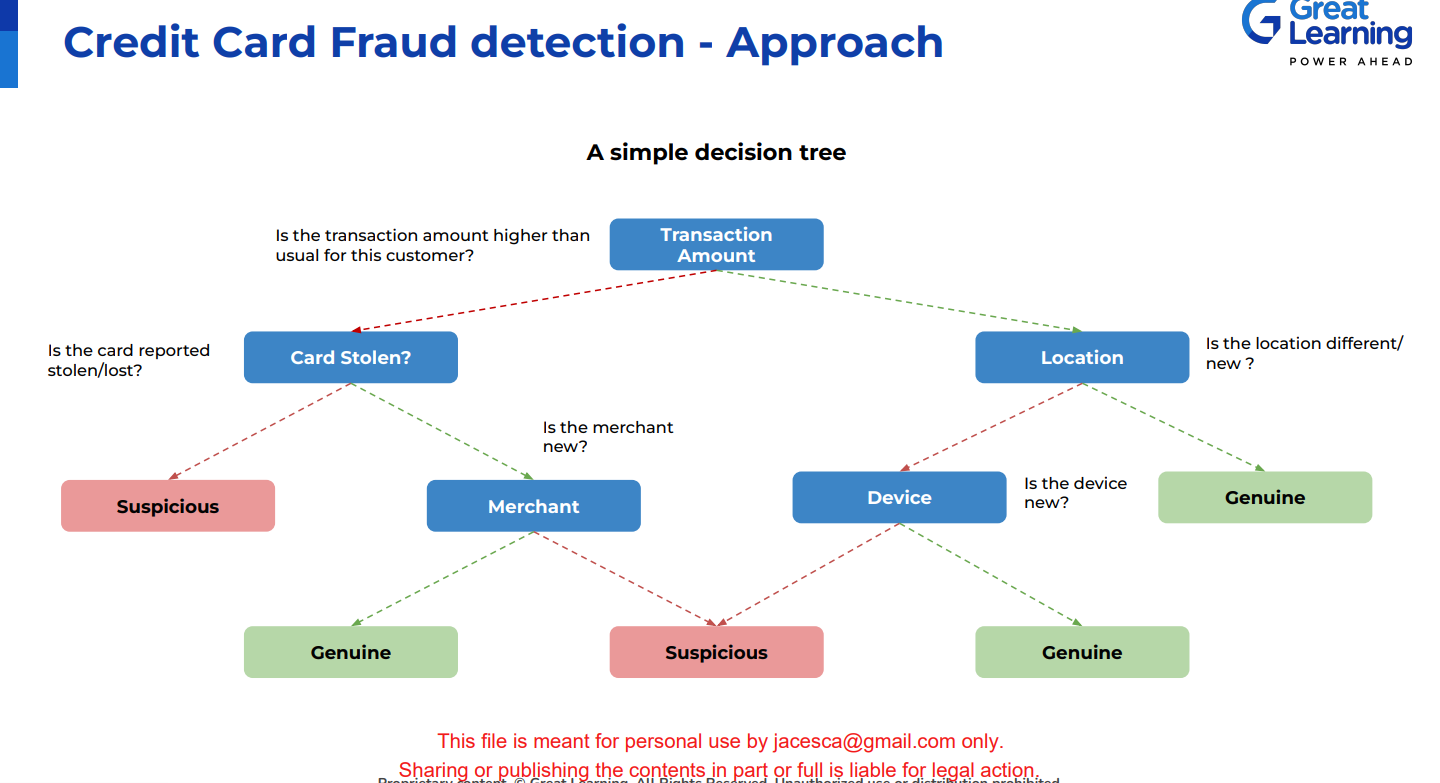 Credit Card Fraud detection - Approach
Great
Learning
POWER AHEAD
A simple decision tree
Is the transaction amount higher than
usual for this customer?
Transaction
Amount
Is the card reported
stolen/lost?
Card Stolen?
Location
Is the location different/
new ?
Is the merchant
new?
Suspicious
Merchant
Device
Is the device
new?
Genuine
Genuine
Suspicious
Genuine
This file is meant for personal use by jacesca@gmail.com only.
Sharing or publishing the contents in part or full is liable for legal action.
Proprietary content. © Great Learning. All Rights Reserved. Unauthorized use or distribution prohibited